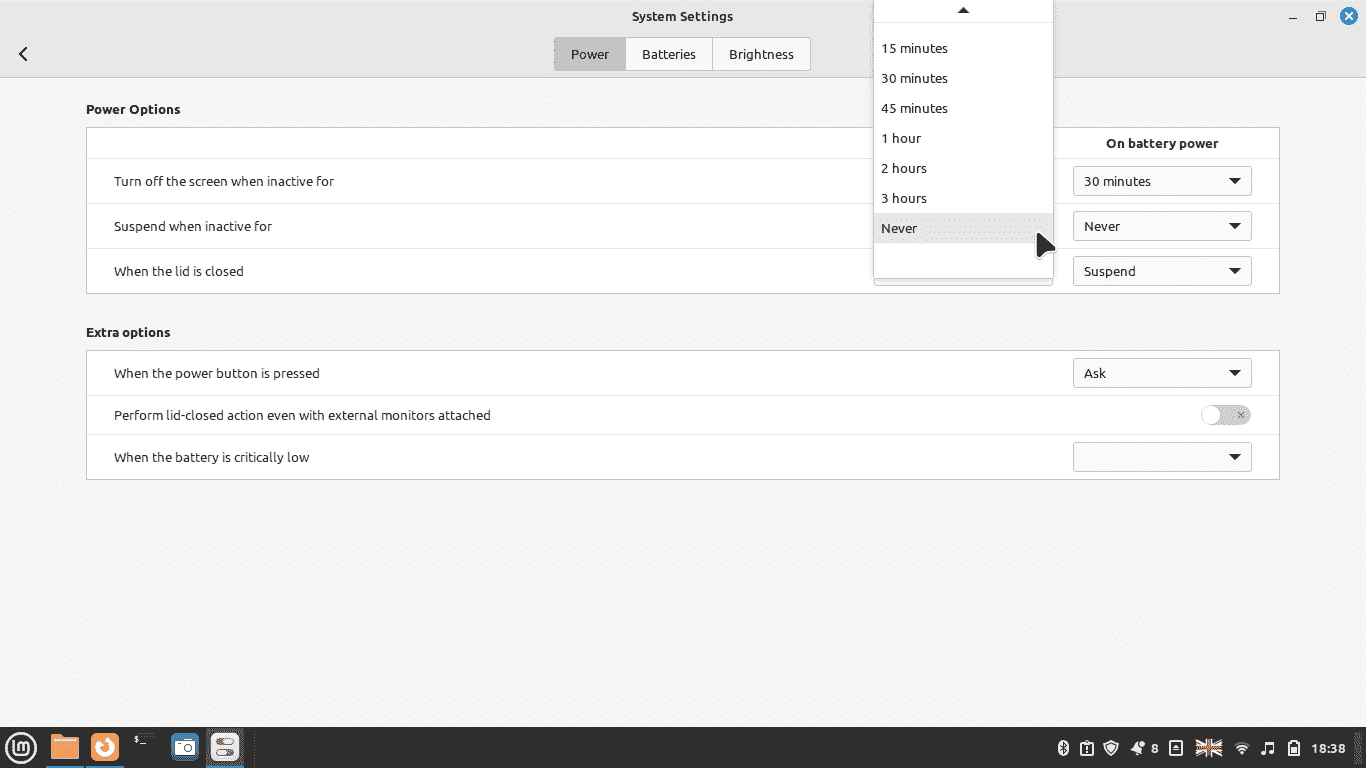 System Settings
Power Batteries Brightness
15 minutes
30 minutes
45 minutes
1 hour
2 hours
3 hours
Never
Power Options
On battery power
Turn off the screen when inactive for 30 minutes
Suspend when inactive for Never
When the lid is closed Suspend
Extra options
When the power button is pressed Ask
Perform lid-closed action even with external monitors attached
When the battery is critically low
8 18:38